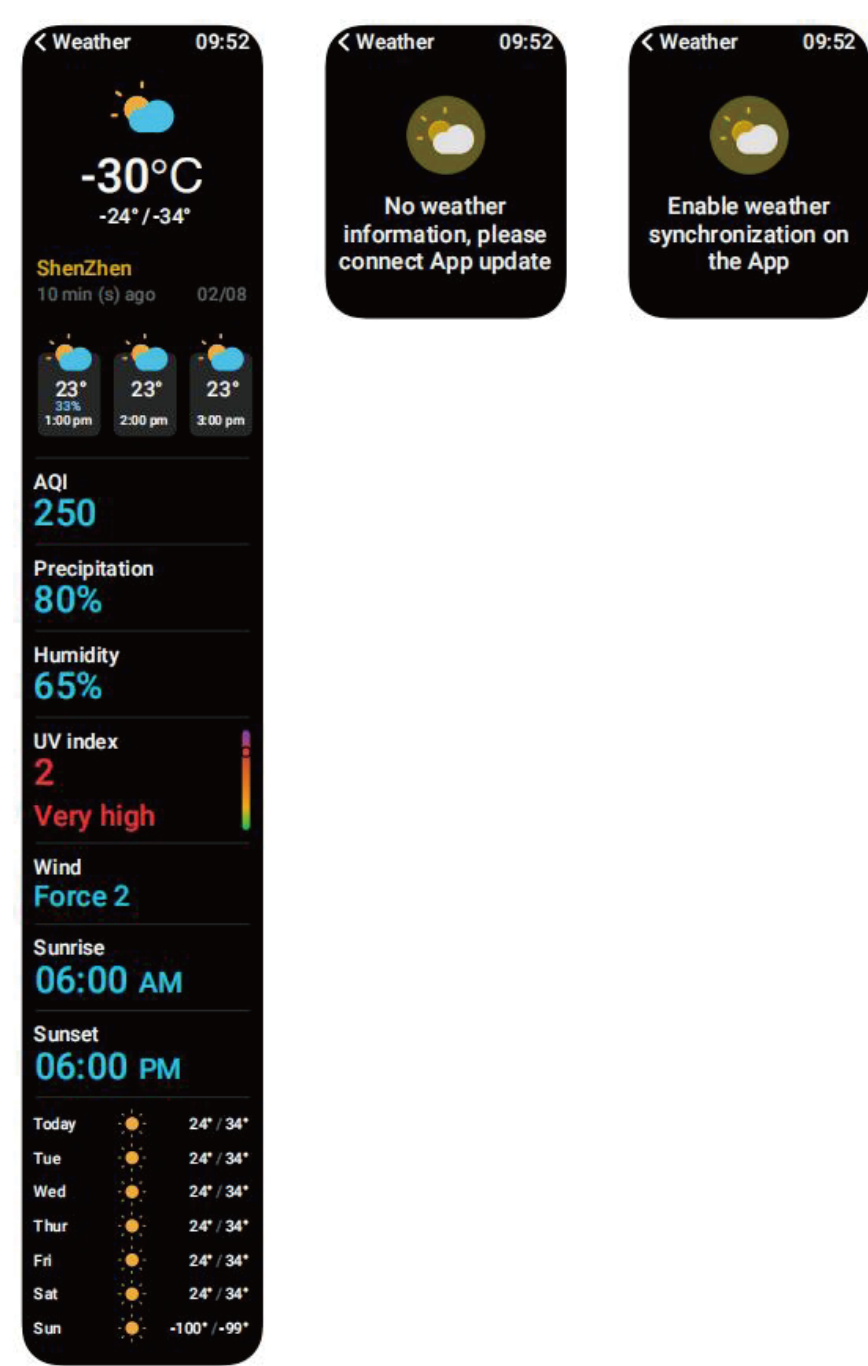 Weather 09:52
-30°C
-24°/-34°
ShenZhen
10 min (s) ago 02/08
23° 23° 23°
33%
1:00 pm 2:00 pm 3:00 pm
AQI
250
Precipitation
80%
Humidity
65%
UV index
2
Very high
Wind
Force 2
Sunrise
06:00 AM
Sunset
06:00 PM
Today 24°/34°
Tue 24°/34°
Wed 24°/34°
Thur 24°/34°
Fri 24°/34°
Sat 24°/34°
Sun -100°/-99°
Weather 09:52
No weather
information, please
connect App update
Weather 09:52
Enable weather
synchronization on
the App